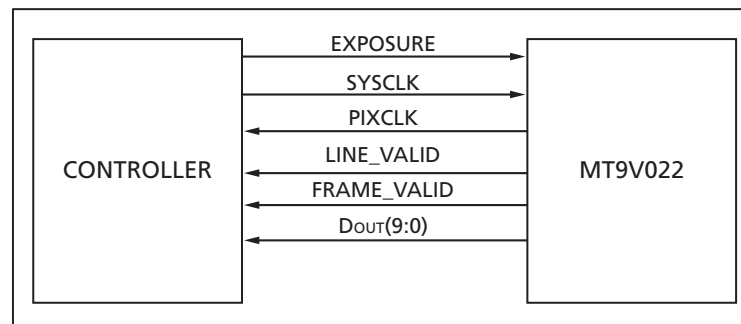 EXPOSURE
SYSCLK
PIXCLK
LINE_VALID
FRAME_VALID
DOUT(9:0)
CONTROLLER
MT9V022